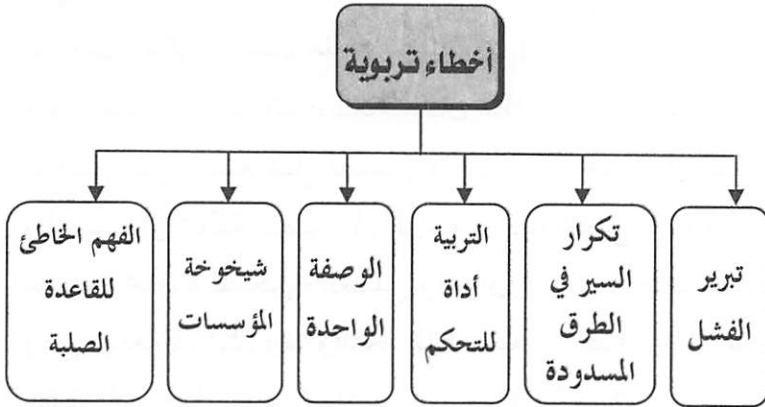 أخطاء تربوية
تبرير
الفشل
تكرار
السير في
الطرق
المسدودة
التربية
أداة
للتحكم
الوصفة
الواحدة
شيخوخة
المؤسسات
الفهم الخاطئ
للقاعدة
الصلبة